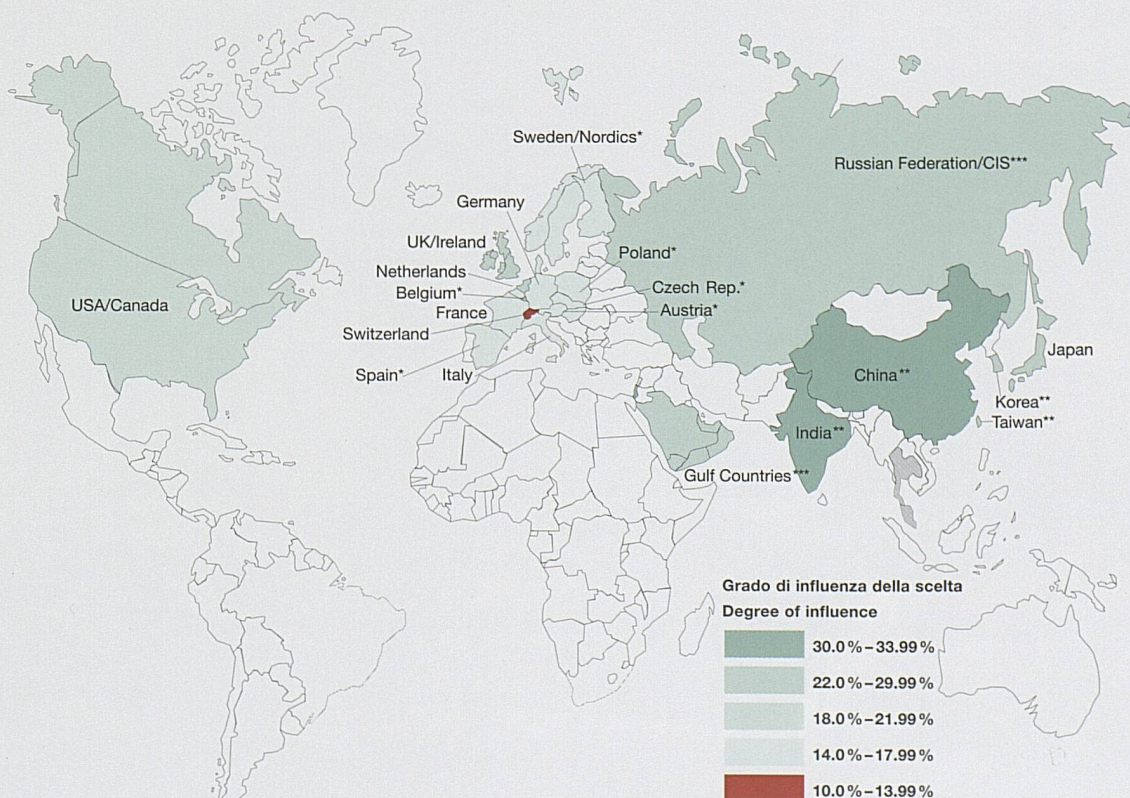 Sweden/Nordics*
Russian Federation/CIS***
Germany
UK/Ireland
Poland*
Netherlands
Czech Rep.*
Belgium*
USA/Canada
France
Austria*
Switzerland
Japan
Spain*
Italy
China**
Korea**
Taiwan**
India**
Gulf Countries***
Grado di influenza della scelta
Degree of influence
30.0 % – 33.99 %
22.0 % – 29.99 %
18.0 % – 21.99 %
14.0 % – 17.99 %
10.0 % – 13.99 %